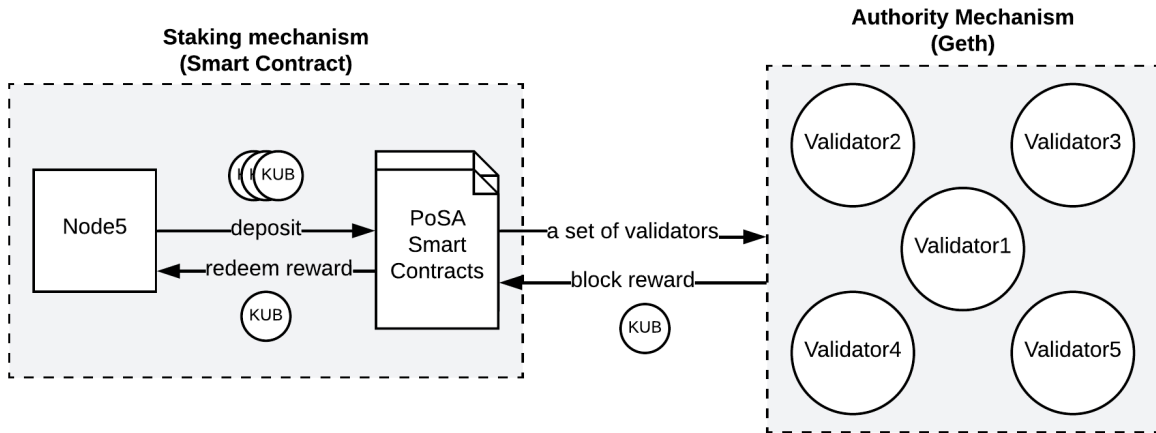 Staking mechanism
(Smart Contract)
Authority Mechanism
(Geth)
KUB
Node5
deposit
redeem reward
KUB
PoSA
Smart
Contracts
a set of validators
block reward
KUB
Validator2
Validator3
Validator1
Validator4
Validator5